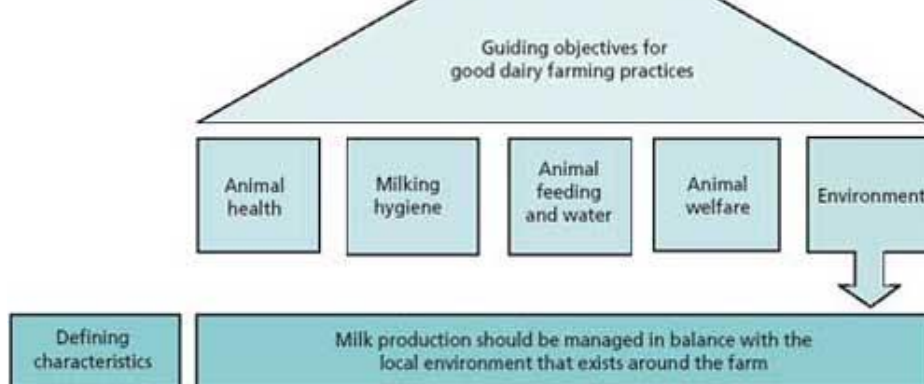 Guiding objectives for
good dairy farming practices
Animal
health
Milking
hygiene
Animal
feeding
and water
Animal
welfare
Environment
Defining
characteristics
Milk production should be managed in balance with the
local environment that exists around the farm